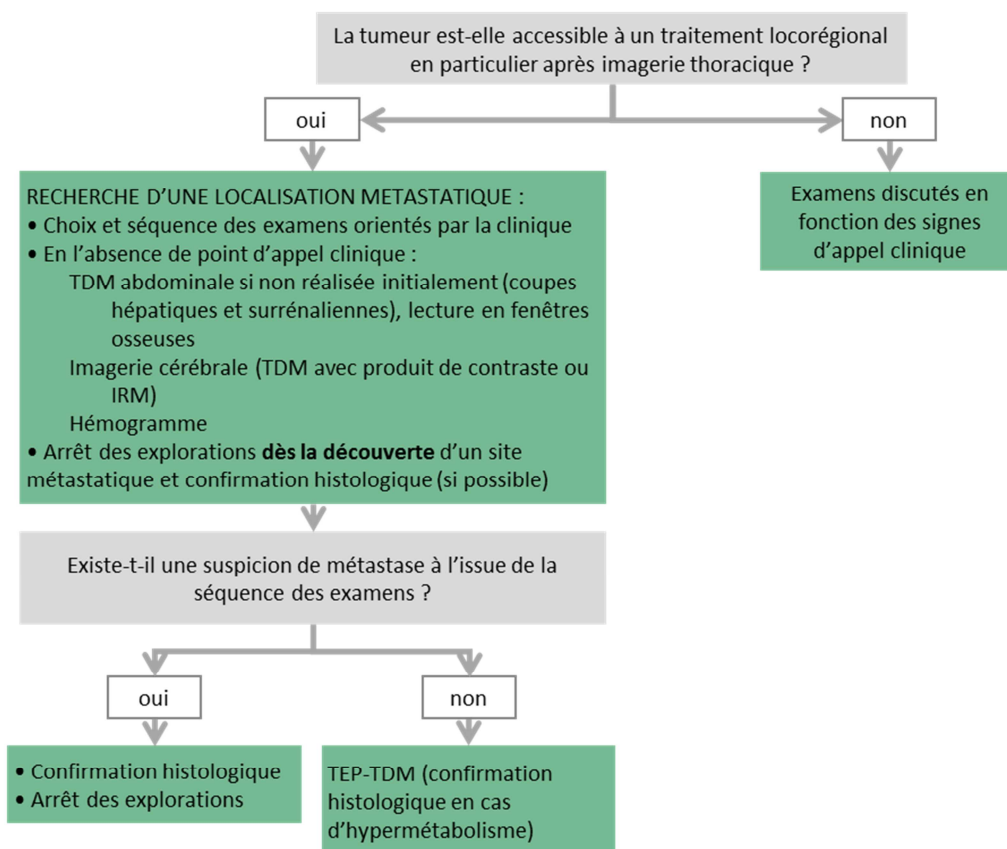 La tumeur est-elle accessible à un traitement locorégional
en particulier après imagerie thoracique ?
oui
non
RECHERCHE D’UNE LOCALISATION METASTATIQUE :
• Choix et séquence des examens orientés par la clinique
• En l’absence de point d’appel clinique :
TDM abdominale si non réalisée initialement (coupes
hépatiques et surrénaliennes), lecture en fenêtres
osseuses
Imagerie cérébrale (TDM avec produit de contraste ou
IRM)
Hémogramme
• Arrêt des explorations dès la découverte d’un site
métastatique et confirmation histologique (si possible)
Examens discutés en
fonction des signes
d’appel clinique
Existe-t-il une suspicion de métastase à l’issue de la
séquence des examens ?
oui
non
• Confirmation histologique
• Arrêt des explorations
TEP-TDM (confirmation
histologique en cas
d’hypermétabolisme)